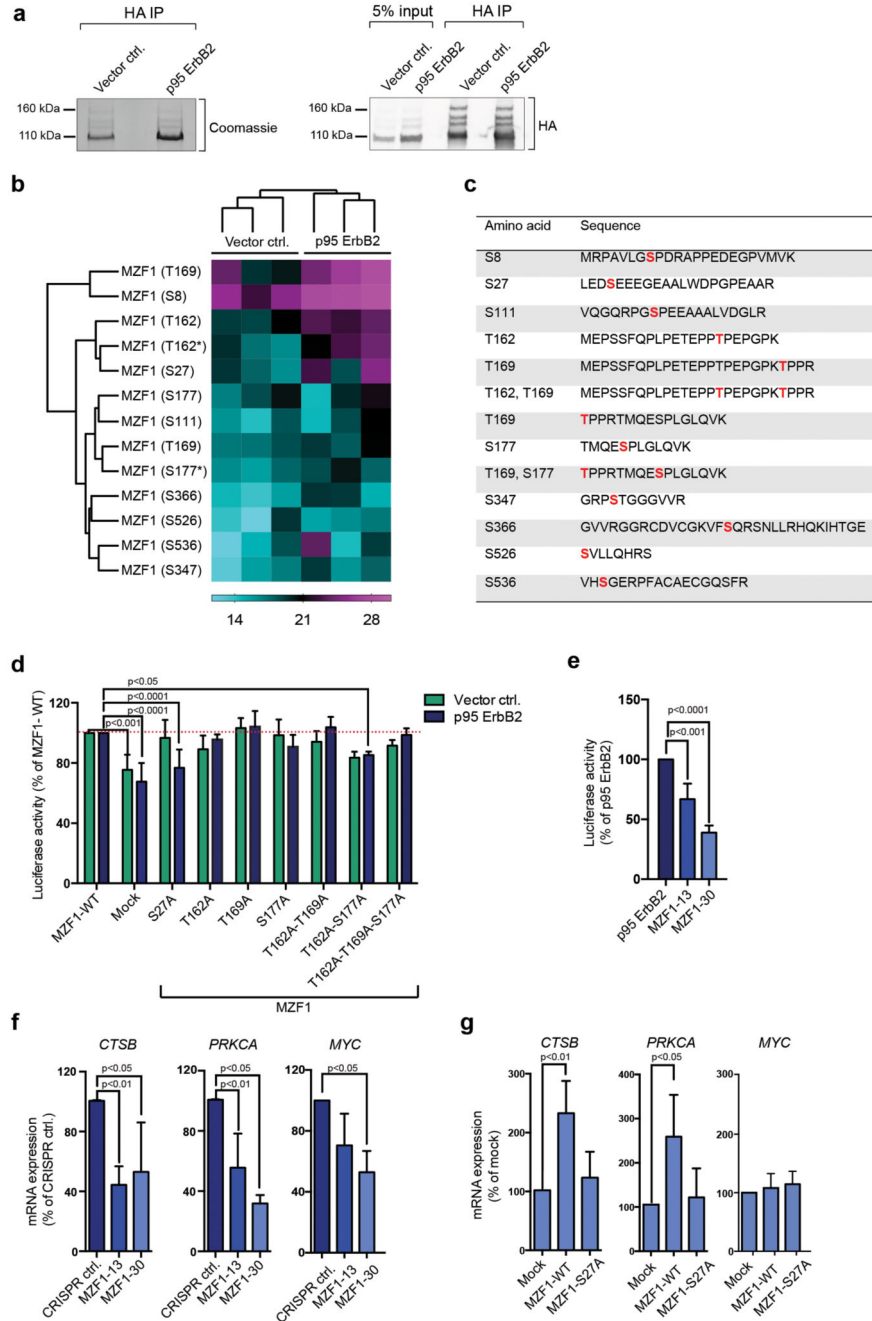 a
HA IP
Vector ctrl.
p95 ErbB2
160 kDa
110 kDa
Coomassie
5% input
HA IP
Vector ctrl.
p95 ErbB2
Vector ctrl.
p95 ErbB2
160 kDa
110 kDa
HA
b
Vector ctrl.
p95 ErbB2
MZF1 (T169)
MZF1 (S8)
MZF1 (T162)
MZF1 (T162*)
MZF1 (S27)
MZF1 (S177)
MZF1 (S111)
MZF1 (T169)
MZF1 (S177*)
MZF1 (S366)
MZF1 (S526)
MZF1 (S536)
MZF1 (S347)
14 21 28
c
Amino acid Sequence
S8 MRPAVLGSPDRAPPEDEGPVMVK
S27 LEDSEEEGEAALWDPGPEAAR
S111 VQGQRPGSPEEAAALVDGLR
T162 MEPSSFQPLPETEPPTPEPGPK
T169 MEPSSFQPLPETEPPTPEPGPKTPPR
T162, T169 MEPSSFQPLPETEPPTPEPGPKTPPR
T169 TPPRTMQESPLGLQVK
S177 TMQESPLGLQVK
T169, S177 TPPRTMQESPLGLQVK
S347 GRPSTGGGVVR
S366 GVVRGGRCDVCGKVFSQRSNLLRHQKIHTGE
S526 SVLLQHRS
S536 VHSGERPFACAECGQSFR
d
Luciferase activity (% of MZF1- WT)
120
80
40
0
p<0.05
p<0.0001
p<0.0001
p<0.001
Vector ctrl.
p95 ErbB2
MZF1-WT
Mock
S27A
T162A
T169A
S177A
T162A-T169A
T162A-S177A
T162A-T169A-S177A
MZF1
e
Luciferase activity
(% of p95 ErbB2)
150
100
50
0
p<0.0001
p<0.001
p95 ErbB2
MZF1-13
MZF1-30
f
mRNA expression
(% of CRISPR ctrl.)
CTSB
120
80
40
0
p<0.05
p<0.01
CRISPR ctrl.
MZF1-13
MZF1-30
PRKCA
120
80
40
0
p<0.05
p<0.01
CRISPR ctrl.
MZF1-13
MZF1-30
MYC
120
80
40
0
p<0.05
CRISPR ctrl.
MZF1-13
MZF1-30
g
mRNA expression
(% of mock)
CTSB
300
200
100
0
p<0.01
Mock
MZF1-WT
MZF1-S27A
PRKCA
400
300
200
100
0
p<0.05
Mock
MZF1-WT
MZF1-S27A
MYC
300
200
100
0
Mock
MZF1-WT
MZF1-S27A